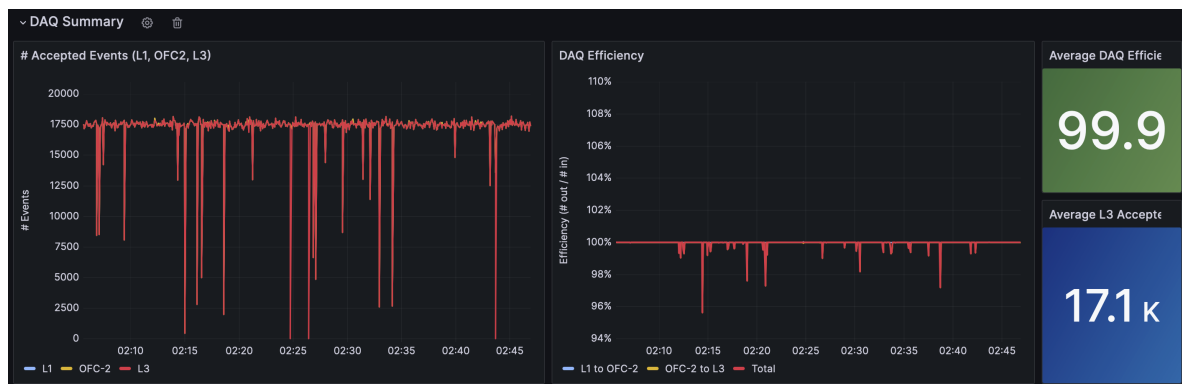 DAQ Summary
# Accepted Events (L1, OFC2, L3)
# Events
20000
17500
15000
12500
10000
7500
5000
2500
0
02:10 02:15 02:20 02:25 02:30 02:35 02:40 02:45
L1 OFC-2 L3
DAQ Efficiency
Efficiency (# out / # in)
110%
108%
106%
104%
102%
100%
98%
96%
94%
02:10 02:15 02:20 02:25 02:30 02:35 02:40 02:45
L1 to OFC-2 OFC-2 to L3 Total
Average DAQ Efficie
99.9
Average L3 Accepte
17.1 K